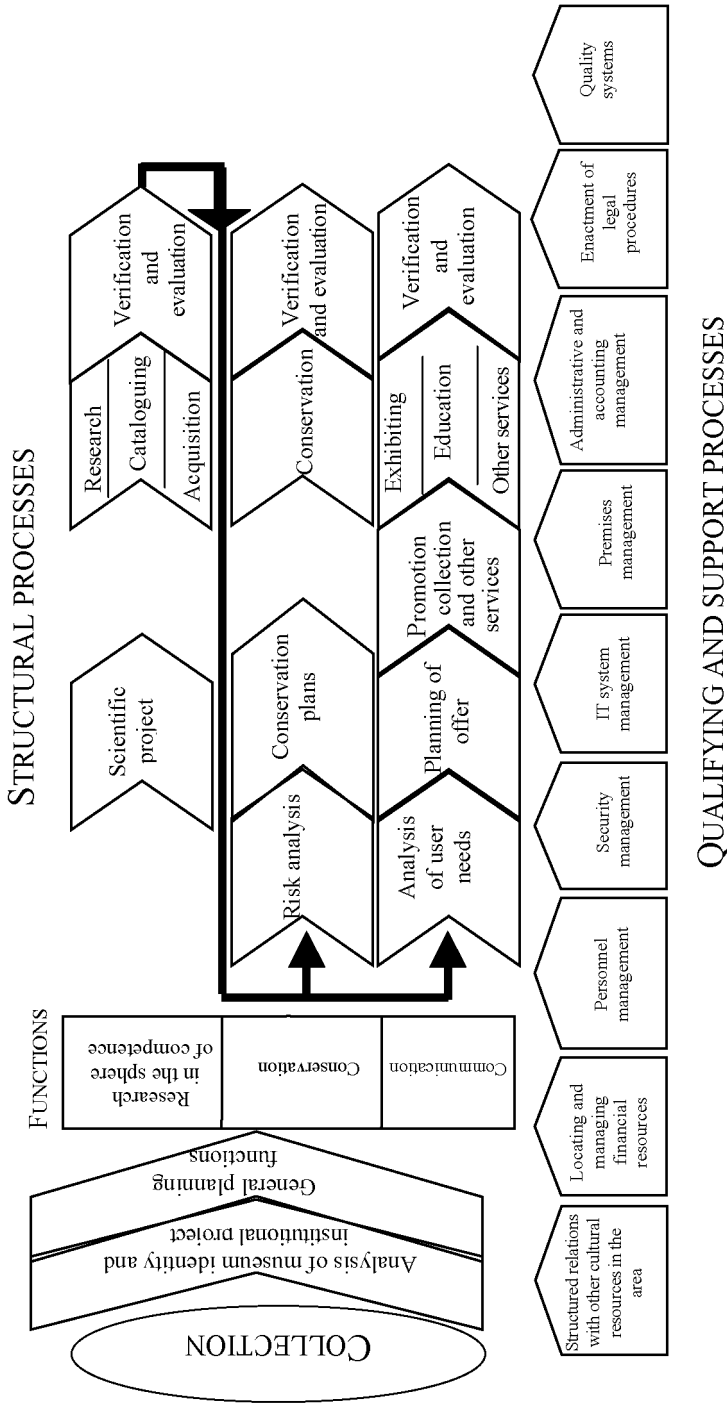 STRUCTURAL PROCESSES
COLLECTION
Analysis of museum identity and
institutional project
General planning
functions
FUNCTIONS
Research
in the sphere
of competence
Conservation
Communication
Scientific
project
Research
Cataloguing
Acquisition
Verification
and
evaluation
Risk analysis
Conservation
plans
Conservation
Verification
and evaluation
Analysis
of user
needs
Planning of
offer
Promotion
collection
and other
services
Exhibiting
Education
Other services
Verification
and
evaluation
Structured relations
with other cultural
resources in the
area
Locating and
managing
financial
resources
Personnel
management
Security
management
IT system
management
Premises
management
Administrative and
accounting
management
Enactment of
legal
procedures
Quality
systems
QUALIFYING AND SUPPORT PROCESSES